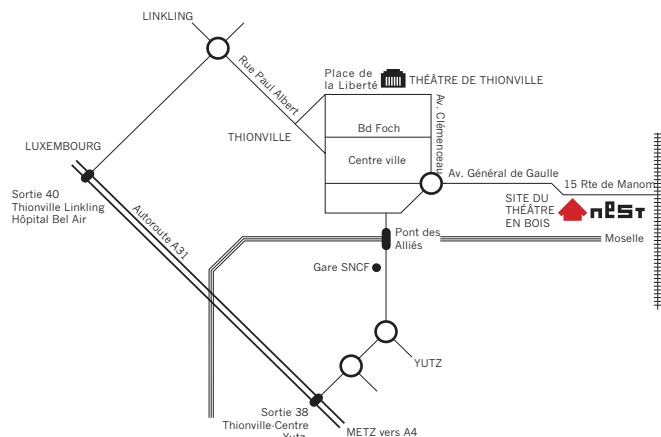 LINKLING
Rue Paul Albert
Place de
la Liberté
THÉÂTRE DE THIONVILLE
Av. Clémenceau
THIONVILLE
Bd Foch
LUXEMBOURG
Centre ville
Av. Général de Gaulle
15 Rte de Manom
Sortie 40
Thionville Linkling
Hôpital Bel Air
SITE DU
THÉÂTRE
EN BOIS
nest
Autoroute A31
Pont des
Alliés
Moselle
Gare SNCF
YUTZ
Sortie 38
Thionville-Centre
Yutz
METZ vers A4